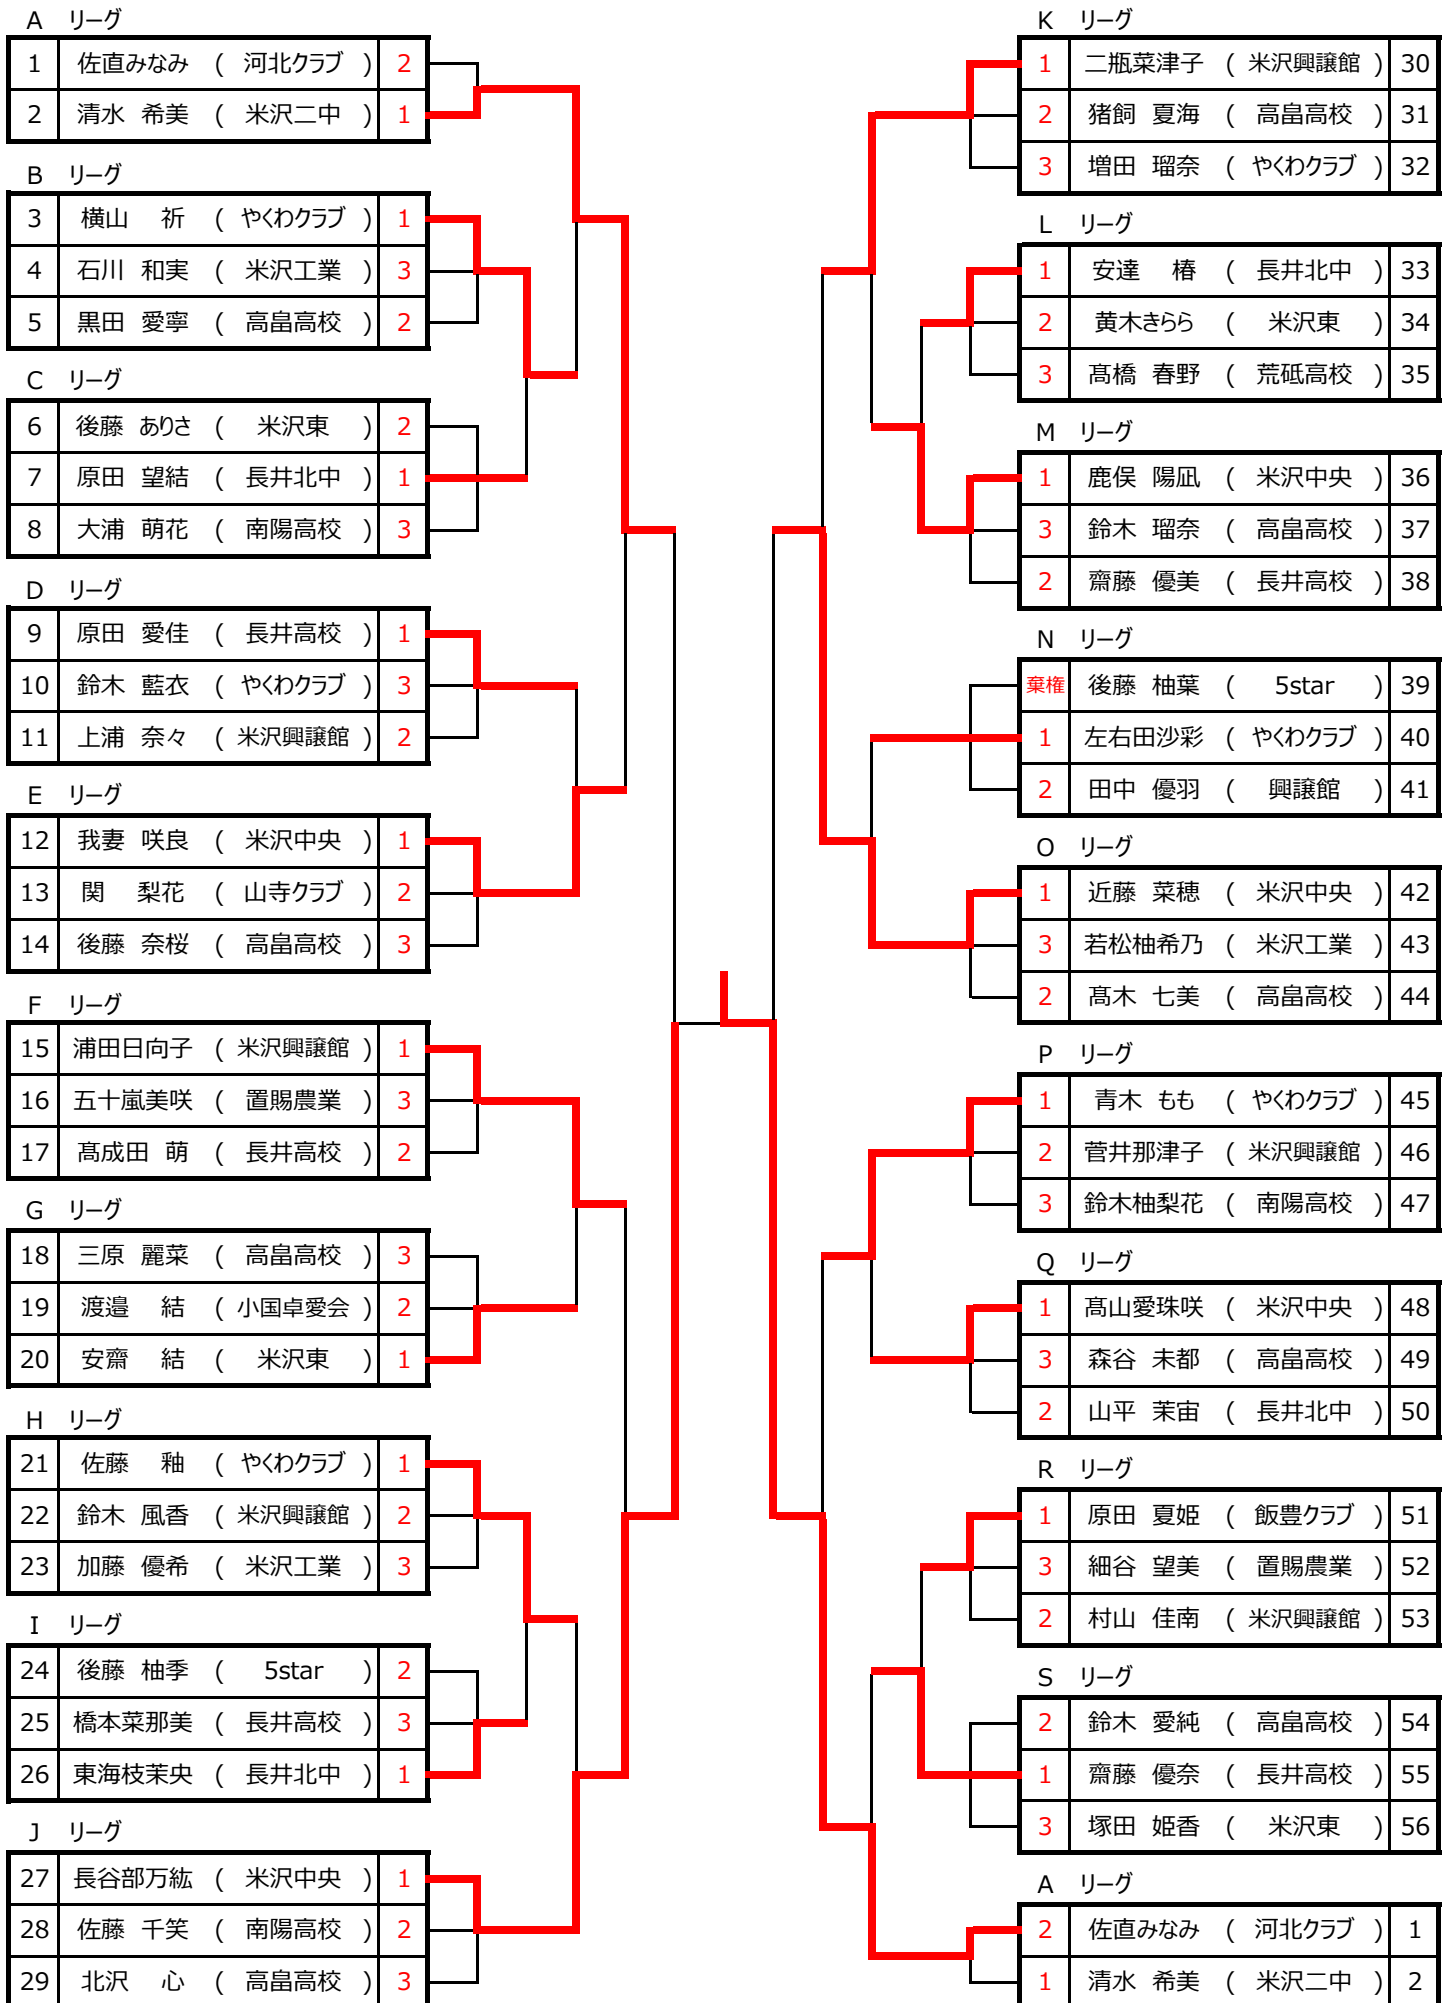 A リーグ
1 佐直みなみ ( 河北クラブ ) 2
2 清水 希美 ( 米沢二中 ) 1
B リーグ
3 横山 祈 ( やくわクラブ ) 1
4 石川 和実 ( 米沢工業 ) 3
5 黒田 愛寧 ( 高畠高校 ) 2
C リーグ
6 後藤 ありさ ( 米沢東 ) 2
7 原田 望結 ( 長井北中 ) 1
8 大浦 萌花 ( 南陽高校 ) 3
D リーグ
9 原田 愛佳 ( 長井高校 ) 1
10 鈴木 藍衣 ( やくわクラブ ) 3
11 上浦 奈々 ( 米沢興譲館 ) 2
E リーグ
12 我妻 咲良 ( 米沢中央 ) 1
13 関 梨花 ( 山寺クラブ ) 2
14 後藤 奈桜 ( 高畠高校 ) 3
F リーグ
15 浦田日向子 ( 米沢興譲館 ) 1
16 五十嵐美咲 ( 置賜農業 ) 3
17 髙成田 萌 ( 長井高校 ) 2
G リーグ
18 三原 麗菜 ( 高畠高校 ) 3
19 渡邉 結 ( 小国卓愛会 ) 2
20 安齋 結 ( 米沢東 ) 1
H リーグ
21 佐藤 釉 ( やくわクラブ ) 1
22 鈴木 風香 ( 米沢興譲館 ) 2
23 加藤 優希 ( 米沢工業 ) 3
I リーグ
24 後藤 柚季 ( 5star ) 2
25 橋本菜那美 ( 長井高校 ) 3
26 東海枝茉央 ( 長井北中 ) 1
J リーグ
27 長谷部万紘 ( 米沢中央 ) 1
28 佐藤 千笑 ( 南陽高校 ) 2
29 北沢 心 ( 高畠高校 ) 3
K リーグ
1 二瓶菜津子 ( 米沢興譲館 ) 30
2 猪飼 夏海 ( 高畠高校 ) 31
3 増田 瑠奈 ( やくわクラブ ) 32
L リーグ
1 安達 椿 ( 長井北中 ) 33
2 黄木きらら ( 米沢東 ) 34
3 髙橋 春野 ( 荒砥高校 ) 35
M リーグ
1 鹿俣 陽凪 ( 米沢中央 ) 36
3 鈴木 瑠奈 ( 高畠高校 ) 37
2 齋藤 優美 ( 長井高校 ) 38
N リーグ
棄権 後藤 柚葉 ( 5star ) 39
1 左右田沙彩 ( やくわクラブ ) 40
2 田中 優羽 ( 興譲館 ) 41
O リーグ
1 近藤 菜穂 ( 米沢中央 ) 42
3 若松柚希乃 ( 米沢工業 ) 43
2 髙木 七美 ( 高畠高校 ) 44
P リーグ
1 青木 もも ( やくわクラブ ) 45
2 菅井那津子 ( 米沢興譲館 ) 46
3 鈴木柚梨花 ( 南陽高校 ) 47
Q リーグ
1 髙山愛珠咲 ( 米沢中央 ) 48
3 森谷 未都 ( 高畠高校 ) 49
2 山平 茉宙 ( 長井北中 ) 50
R リーグ
1 原田 夏姫 ( 飯豊クラブ ) 51
3 細谷 望美 ( 置賜農業 ) 52
2 村山 佳南 ( 米沢興譲館 ) 53
S リーグ
2 鈴木 愛純 ( 高畠高校 ) 54
1 齋藤 優奈 ( 長井高校 ) 55
3 塚田 姫香 ( 米沢東 ) 56
A リーグ
2 佐直みなみ ( 河北クラブ ) 1
1 清水 希美 ( 米沢二中 ) 2